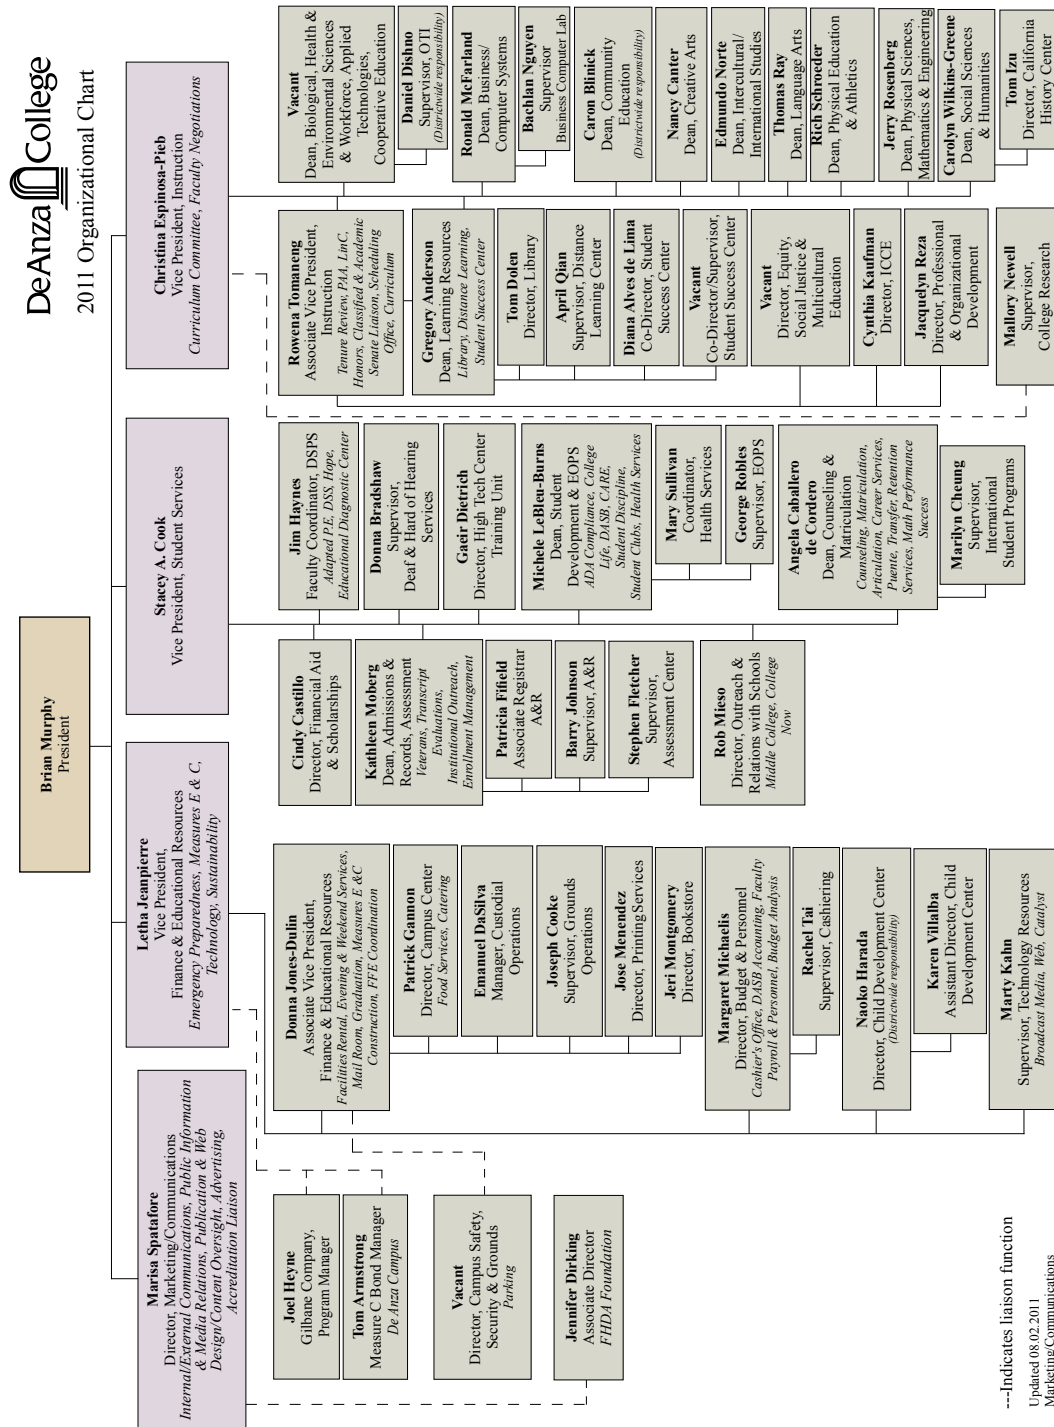 DeAnza College
2011 Organizational Chart
Brian Murphy
President
Marisa Spatafore
Director, Marketing/Communications
Internal/External Communications, Public Information
& Media Relations, Publication & Web
Design/Content Oversight, Advertising,
Accreditation Liaison
Letha Jeanpierre
Vice President,
Finance & Educational Resources
Emergency Preparedness, Measures E & C,
Technology, Sustainability
Stacey A. Cook
Vice President, Student Services
Christina Espinosa-Pieb
Vice President, Instruction
Curriculum Committee, Faculty Negotiations
Joel Heyne
Gilbane Company,
Program Manager
Tom Armstrong
Measure C Bond Manager
De Anza Campus
Vacant
Director, Campus Safety,
Security & Grounds
Parking
Jennifer Dirking
Associate Director
FHDA Foundation
Donna Jones-Dulin
Associate Vice President,
Finance & Educational Resources
Facilities Rental, Evening & Weekend Services,
Mail Room, Graduation, Measures E &C
Construction, FFE Coordination
Patrick Gannon
Director, Campus Center
Food Services, Catering
Emanuel DaSilva
Manager, Custodial
Operations
Joseph Cooke
Supervisor, Grounds
Operations
Jose Menendez
Director, Printing Services
Jeri Montgomery
Director, Bookstore
Margaret Michaelis
Director, Budget & Personnel
Cashier's Office, DASB Accounting, Faculty
Payroll & Personnel, Budget Analysis
Rachel Tai
Supervisor, Cashiering
Naoko Harada
Director, Child Development Center
(Districtwide responsibility)
Karen Villalba
Assistant Director, Child
Development Center
Marty Kahn
Supervisor, Technology Resources
Broadcast Media, Web, Catalyst
Cindy Castillo
Director, Financial Aid
& Scholarships
Kathleen Moberg
Dean, Admissions &
Records, Assessment
Veterans, Transcript
Evaluations,
Institutional Outreach,
Enrollment Management
Patricia Fifield
Associate Registrar
A&R
Barry Johnson
Supervisor, A&R
Stephen Fletcher
Supervisor,
Assessment Center
Rob Mieso
Director, Outreach &
Relations with Schools
Middle College, College
Now
Jim Haynes
Faculty Coordinator, DSPS
Adapted P.E, DSS, Hope,
Educational Diagnostic Center
Donna Bradshaw
Supervisor,
Deaf & Hard of Hearing
Services
Gaeir Dietrich
Director, High Tech Center
Training Unit
Michele LeBleu-Burns
Dean, Student
Development & EOPS
ADA Compliance, College
Life, DASB, CARE,
Student Discipline,
Student Clubs, Health Services
Mary Sullivan
Coordinator,
Health Services
George Robles
Supervisor, EOPS
Angela Caballero
de Cordero
Dean, Counseling &
Matriculation
Counseling, Matriculation,
Articulation, Career Services,
Puente, Transfer, Retention
Services, Math Performance
Success
Marilyn Cheung
Supervisor,
International
Student Programs
Rowena Tomaneng
Associate Vice President,
Instruction
Tenure Review, PAA, LinC,
Honors, Classified & Academic
Senate Liaison, Scheduling
Office, Curriculum
Gregory Anderson
Dean, Learning Resources
Library, Distance Learning,
Student Success Center
Tom Dolen
Director, Library
April Qian
Supervisor, Distance
Learning Center
Diana Alves de Lima
Co-Director, Student
Success Center
Vacant
Co-Director/Supervisor,
Student Success Center
Vacant
Director, Equity,
Social Justice &
Multicultural
Education
Cynthia Kaufman
Director, ICCE
Jacquelyn Reza
Director, Professional
& Organizational
Development
Mallory Newell
Supervisor,
College Research
Vacant
Dean, Biological, Health &
Environmental Sciences
& Workforce, Applied
Technologies,
Cooperative Education
Daniel Dishno
Supervisor, OTI
(Districtwide responsibility)
Ronald McFarland
Dean, Business/
Computer Systems
Bachlan Nguyen
Supervisor
Business Computer Lab
Caron Blinick
Dean, Community
Education
(Districtwide responsibility)
Nancy Canter
Dean, Creative Arts
Edmundo Norte
Dean, Intercultural/
International Studies
Thomas Ray
Dean, Language Arts
Rich Schroeder
Dean, Physical Education
& Athletics
Jerry Rosenberg
Dean, Physical Sciences,
Mathematics & Engineering
Carolyn Wilkins-Greene
Dean, Social Sciences
& Humanities
Tom Izu
Director, California
History Center
---Indicates liaison function
Updated 08.02.2011
Marketing/Communications